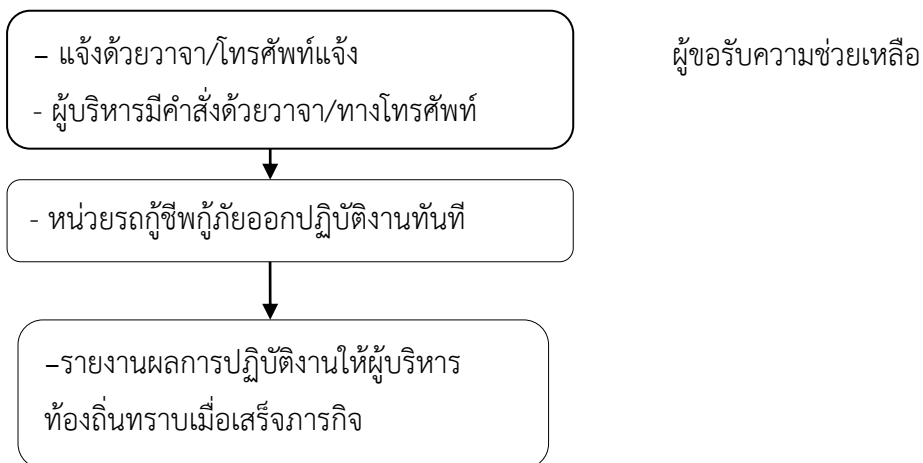 – แจ้งด้วยวาจา/โทรศัพท์แจ้ง
ผู้ขอรับความช่วยเหลือ
- ผู้บริหารมีคำสั่งด้วยวาจา/ทางโทรศัพท์
- หน่วยรถกู้ชีพกู้ภัยออกปฏิบัติงานทันที
–รายงานผลการปฏิบัติงานให้ผู้บริหาร
ท้องถิ่นทราบเมื่อเสร็จภารกิจ